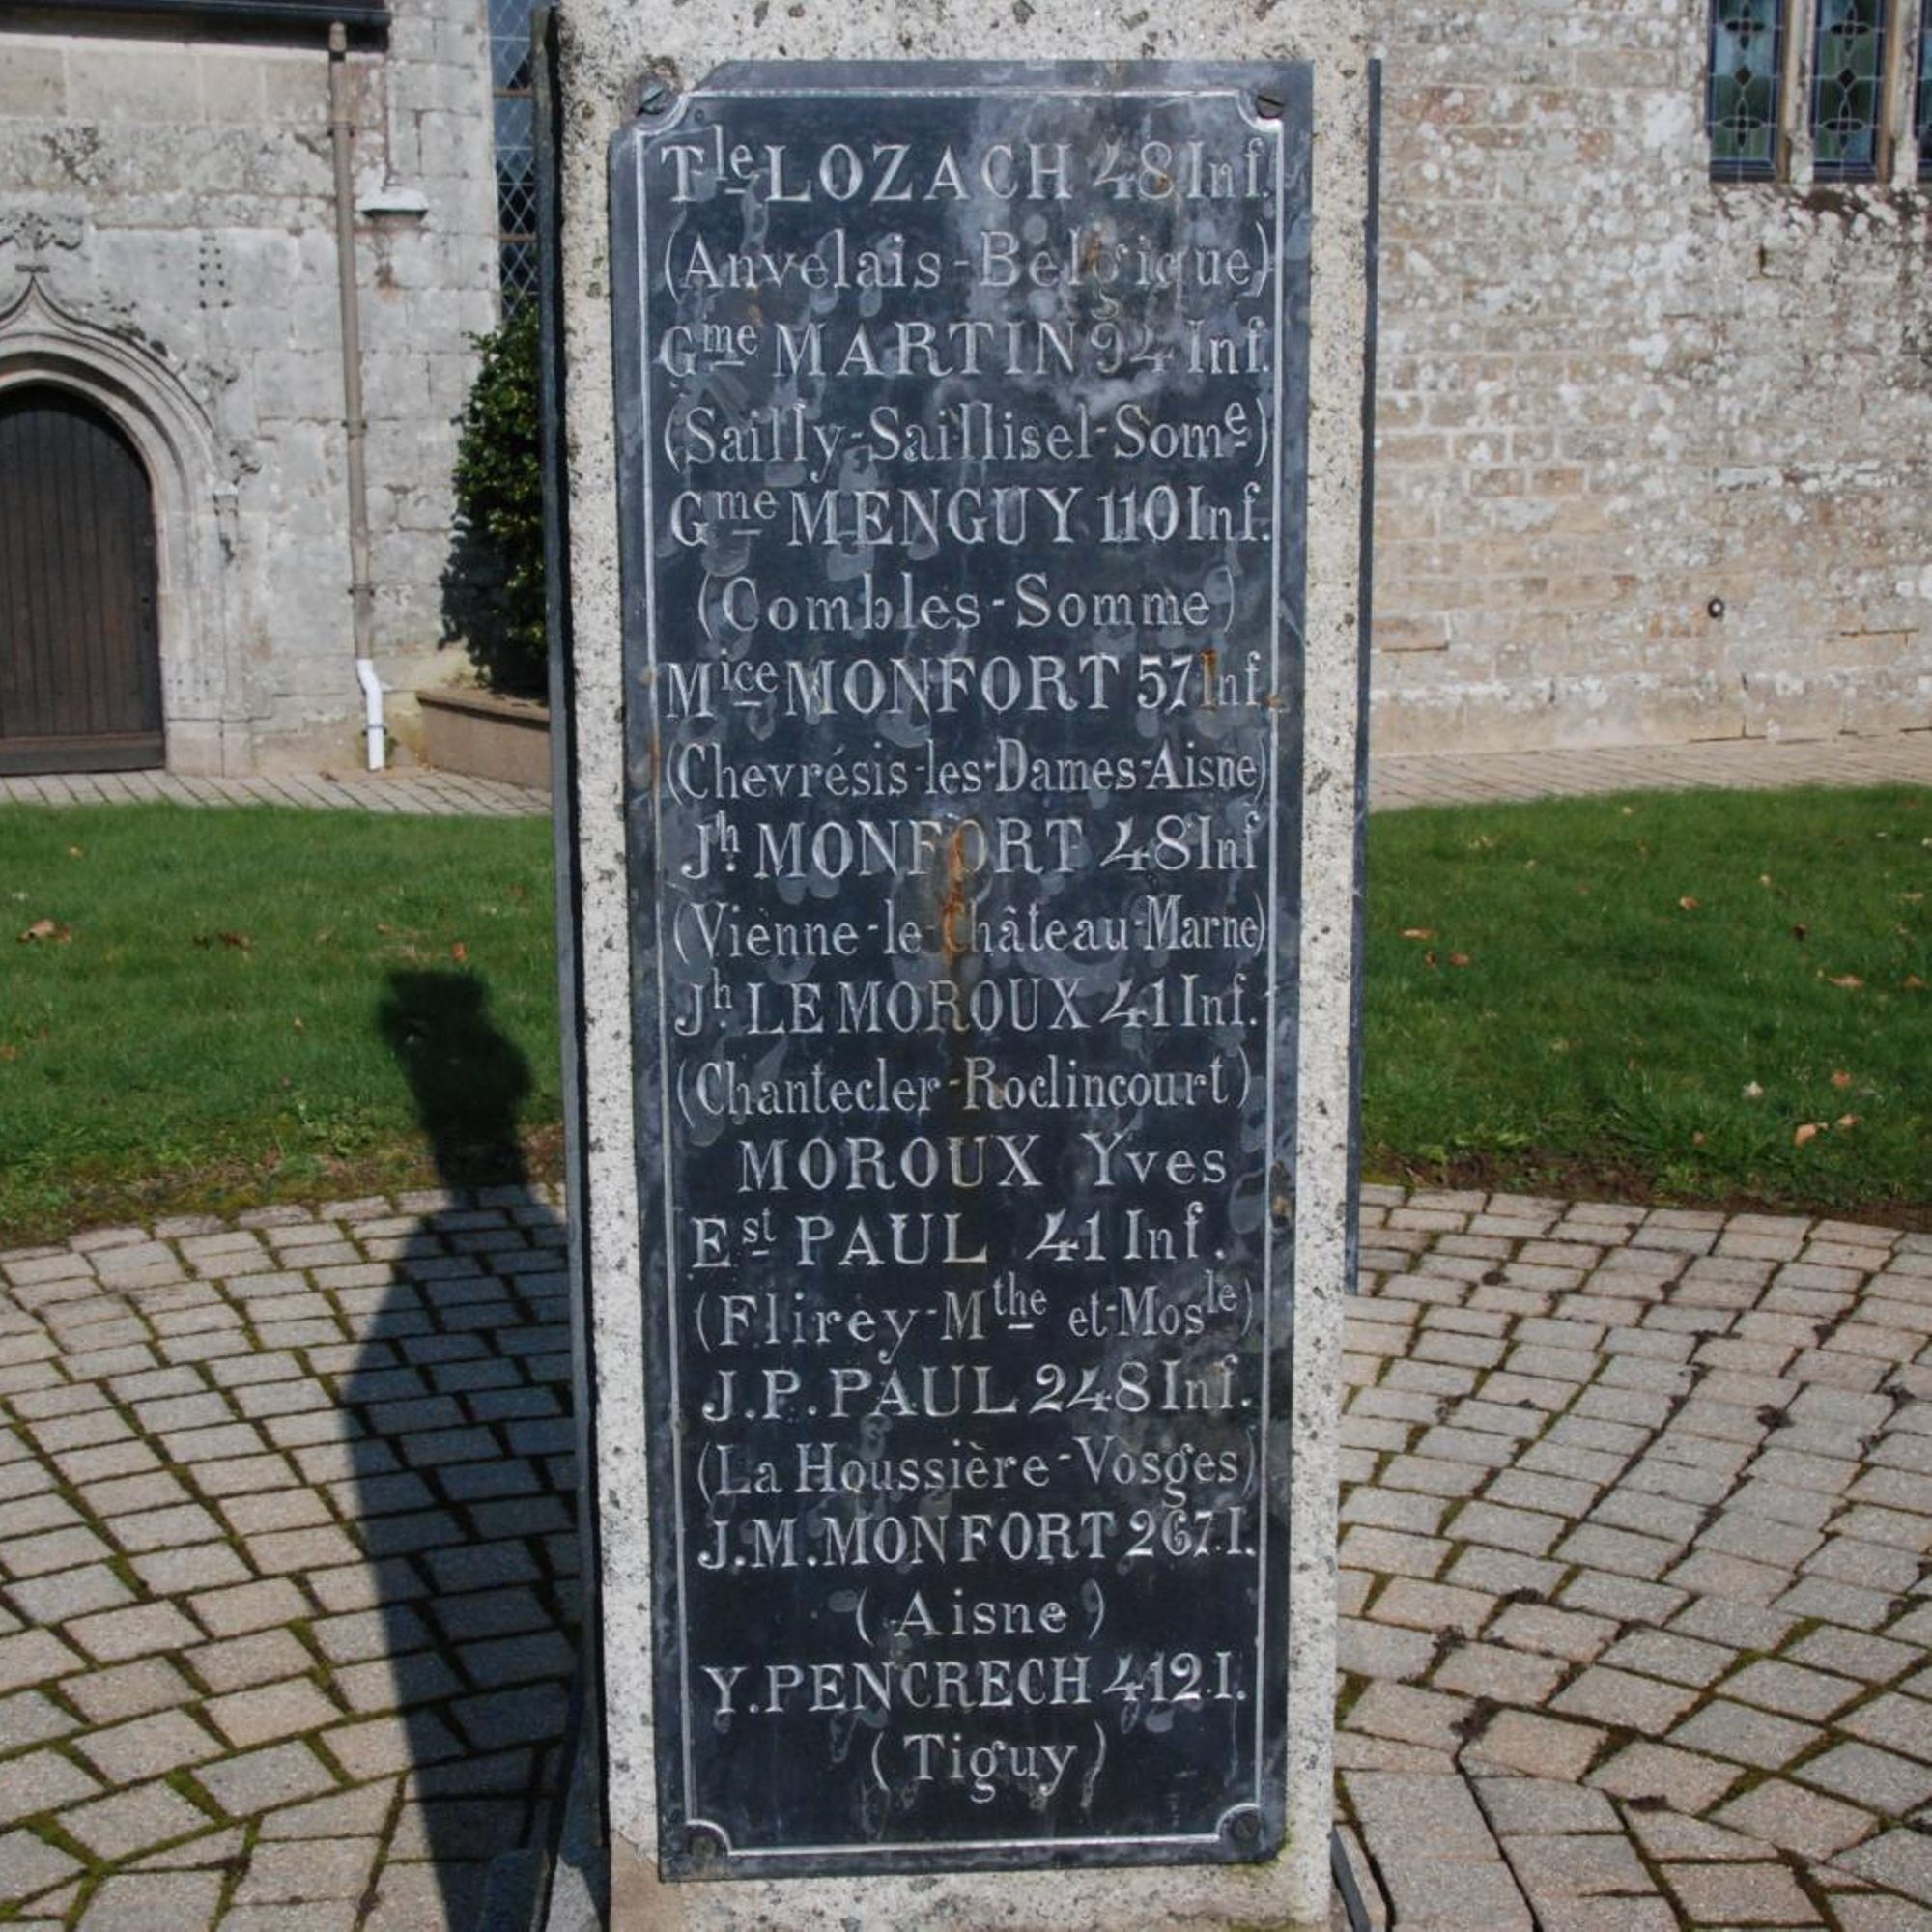 Tle LOZACH 48 Inf.
(Anvelais-Belgique)
Gme MARTIN 94 Inf.
(Sailly-Saillisel-Some)
Gme MENGUY 110 Inf.
(Combles-Somme)
Mice MONFORT 57 Inf.
(Chevrésis-les-Dames-Aisne)
Jh. MONFORT 48 Inf
(Vienne-le-Château-Marne)
Jh. LE MOROUX 41 Inf.
(Chantecler-Roclincourt)
MOROUX Yves
Est PAUL 41 Inf.
(Flirey-Mthe et-Mosle)
J.P. PAUL 248 Inf.
(La Houssière-Vosges)
J.M. MONFORT 267.I.
(Aisne)
Y. PENCRECH 412.I.
(Tiguy)